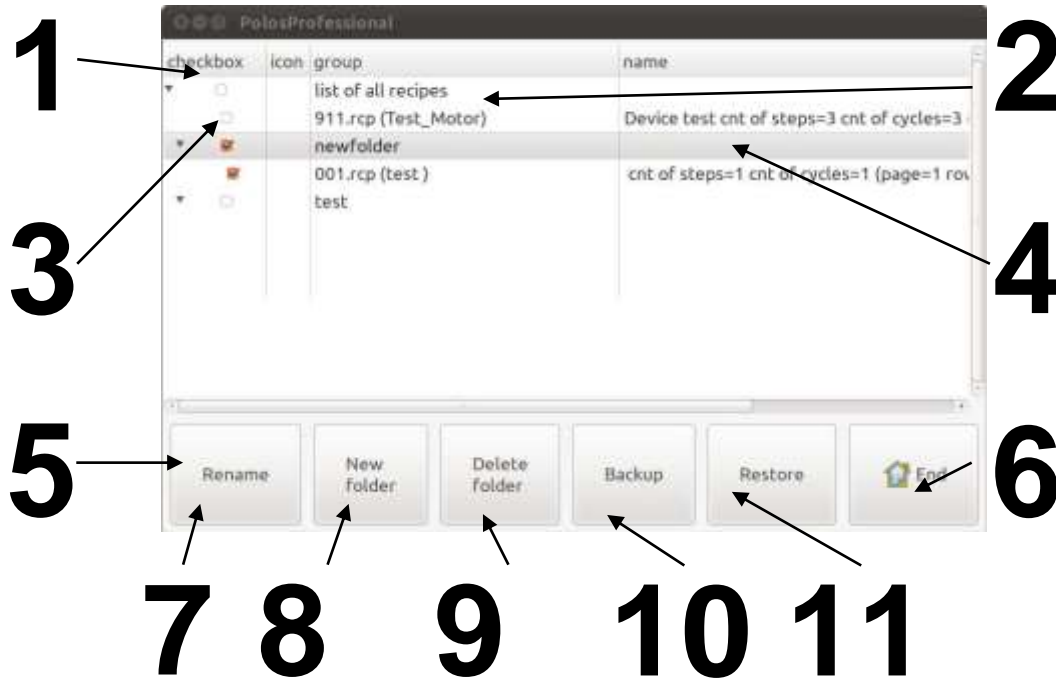 PolosProfessional
checkbox icon group name
list of all recipes
911.rcp (Test_Motor) Device test cnt of steps=3 cnt of cycles=3
newfolder
001.rcp (test ) cnt of steps=1 cnt of cycles=1 (page=1 row
test
Rename New folder Delete folder Backup Restore End
1
2
3
4
5
6
7 8 9 10 11